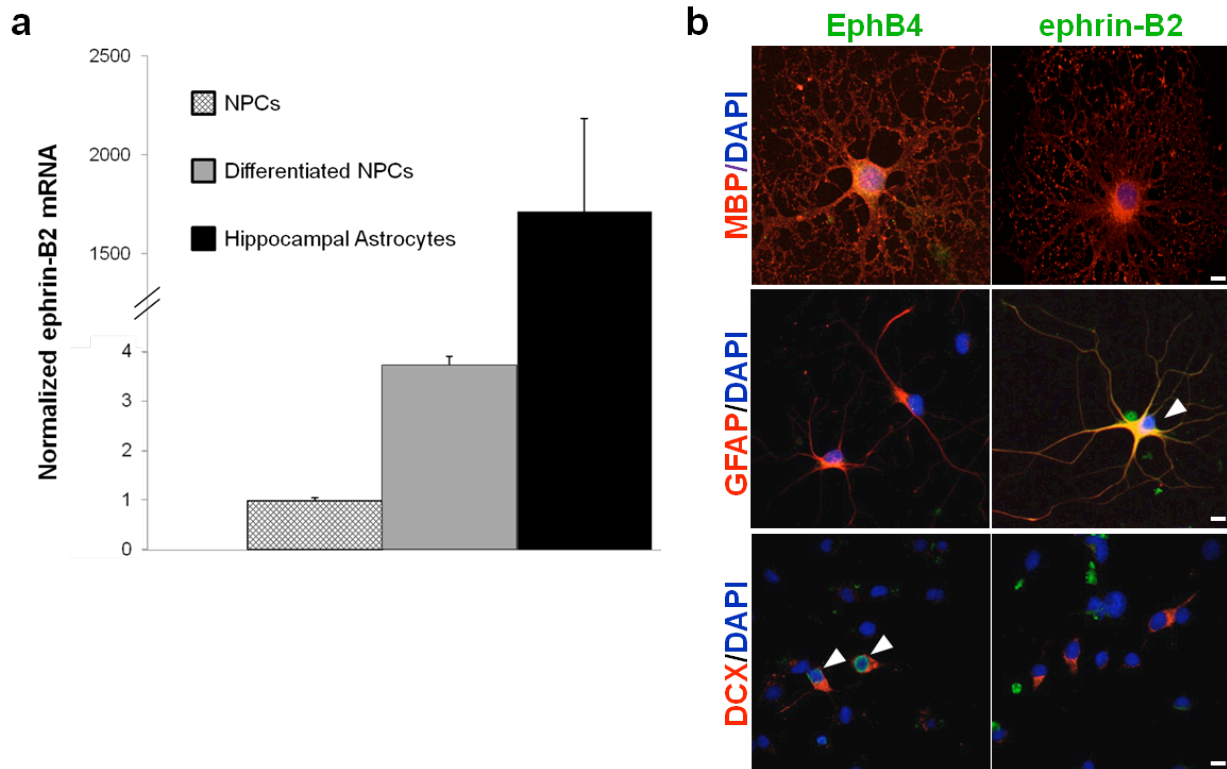 a
Normalized ephrin-B2 mRNA
2500
2000
1500
4
3
2
1
0
NPCs
Differentiated NPCs
Hippocampal Astrocytes
b
EphB4
ephrin-B2
MBP/DAPI
GFAP/DAPI
DCX/DAPI